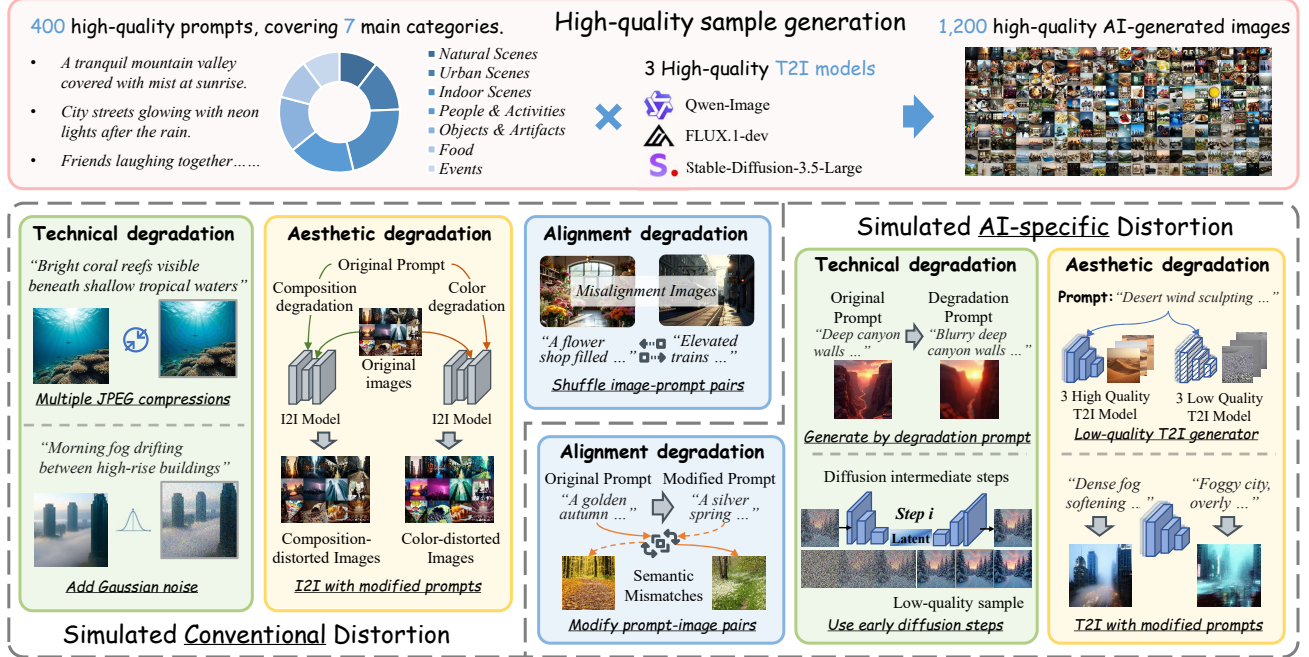 400 high-quality prompts, covering 7 main categories.
• A tranquil mountain valley
covered with mist at sunrise.
• City streets glowing with neon
lights after the rain.
• Friends laughing together……
Natural Scenes
Urban Scenes
Indoor Scenes
People & Activities
Objects & Artifacts
Food
Events
High-quality sample generation
3 High-quality T2I models
Qwen-Image
FLUX.1-dev
Stable-Diffusion-3.5-Large
1,200 high-quality AI-generated images
Technical degradation
“Bright coral reefs visible
beneath shallow tropical waters”
Multiple JPEG compressions
“Morning fog drifting
between high-rise buildings”
Add Gaussian noise
Aesthetic degradation
Original Prompt
Composition
degradation
Color
degradation
Original
images
I2I Model
I2I Model
Composition-
distorted Images
Color-distorted
Images
I2I with modified prompts
Simulated Conventional Distortion
Alignment degradation
Misalignment Images
“A flower
shop filled …”
“Elevated
trains …”
Shuffle image-prompt pairs
Alignment degradation
Original Prompt
Modified Prompt
“A golden
autumn …”
“A silver
spring …”
Semantic
Mismatches
Modify prompt-image pairs
Simulated AI-specific Distortion
Technical degradation
Original
Prompt
Degradation
Prompt
“Deep canyon
walls …”
“Blurry deep
canyon walls …”
Generate by degradation prompt
Diffusion intermediate steps
Step i
Latent
Low-quality sample
Use early diffusion steps
Aesthetic degradation
Prompt: “Desert wind sculpting …”
3 High Quality
T2I Model
3 Low Quality
T2I Model
Low-quality T2I generator
“Dense fog
softening …”
“Foggy city,
overly …”
T2I with modified prompts